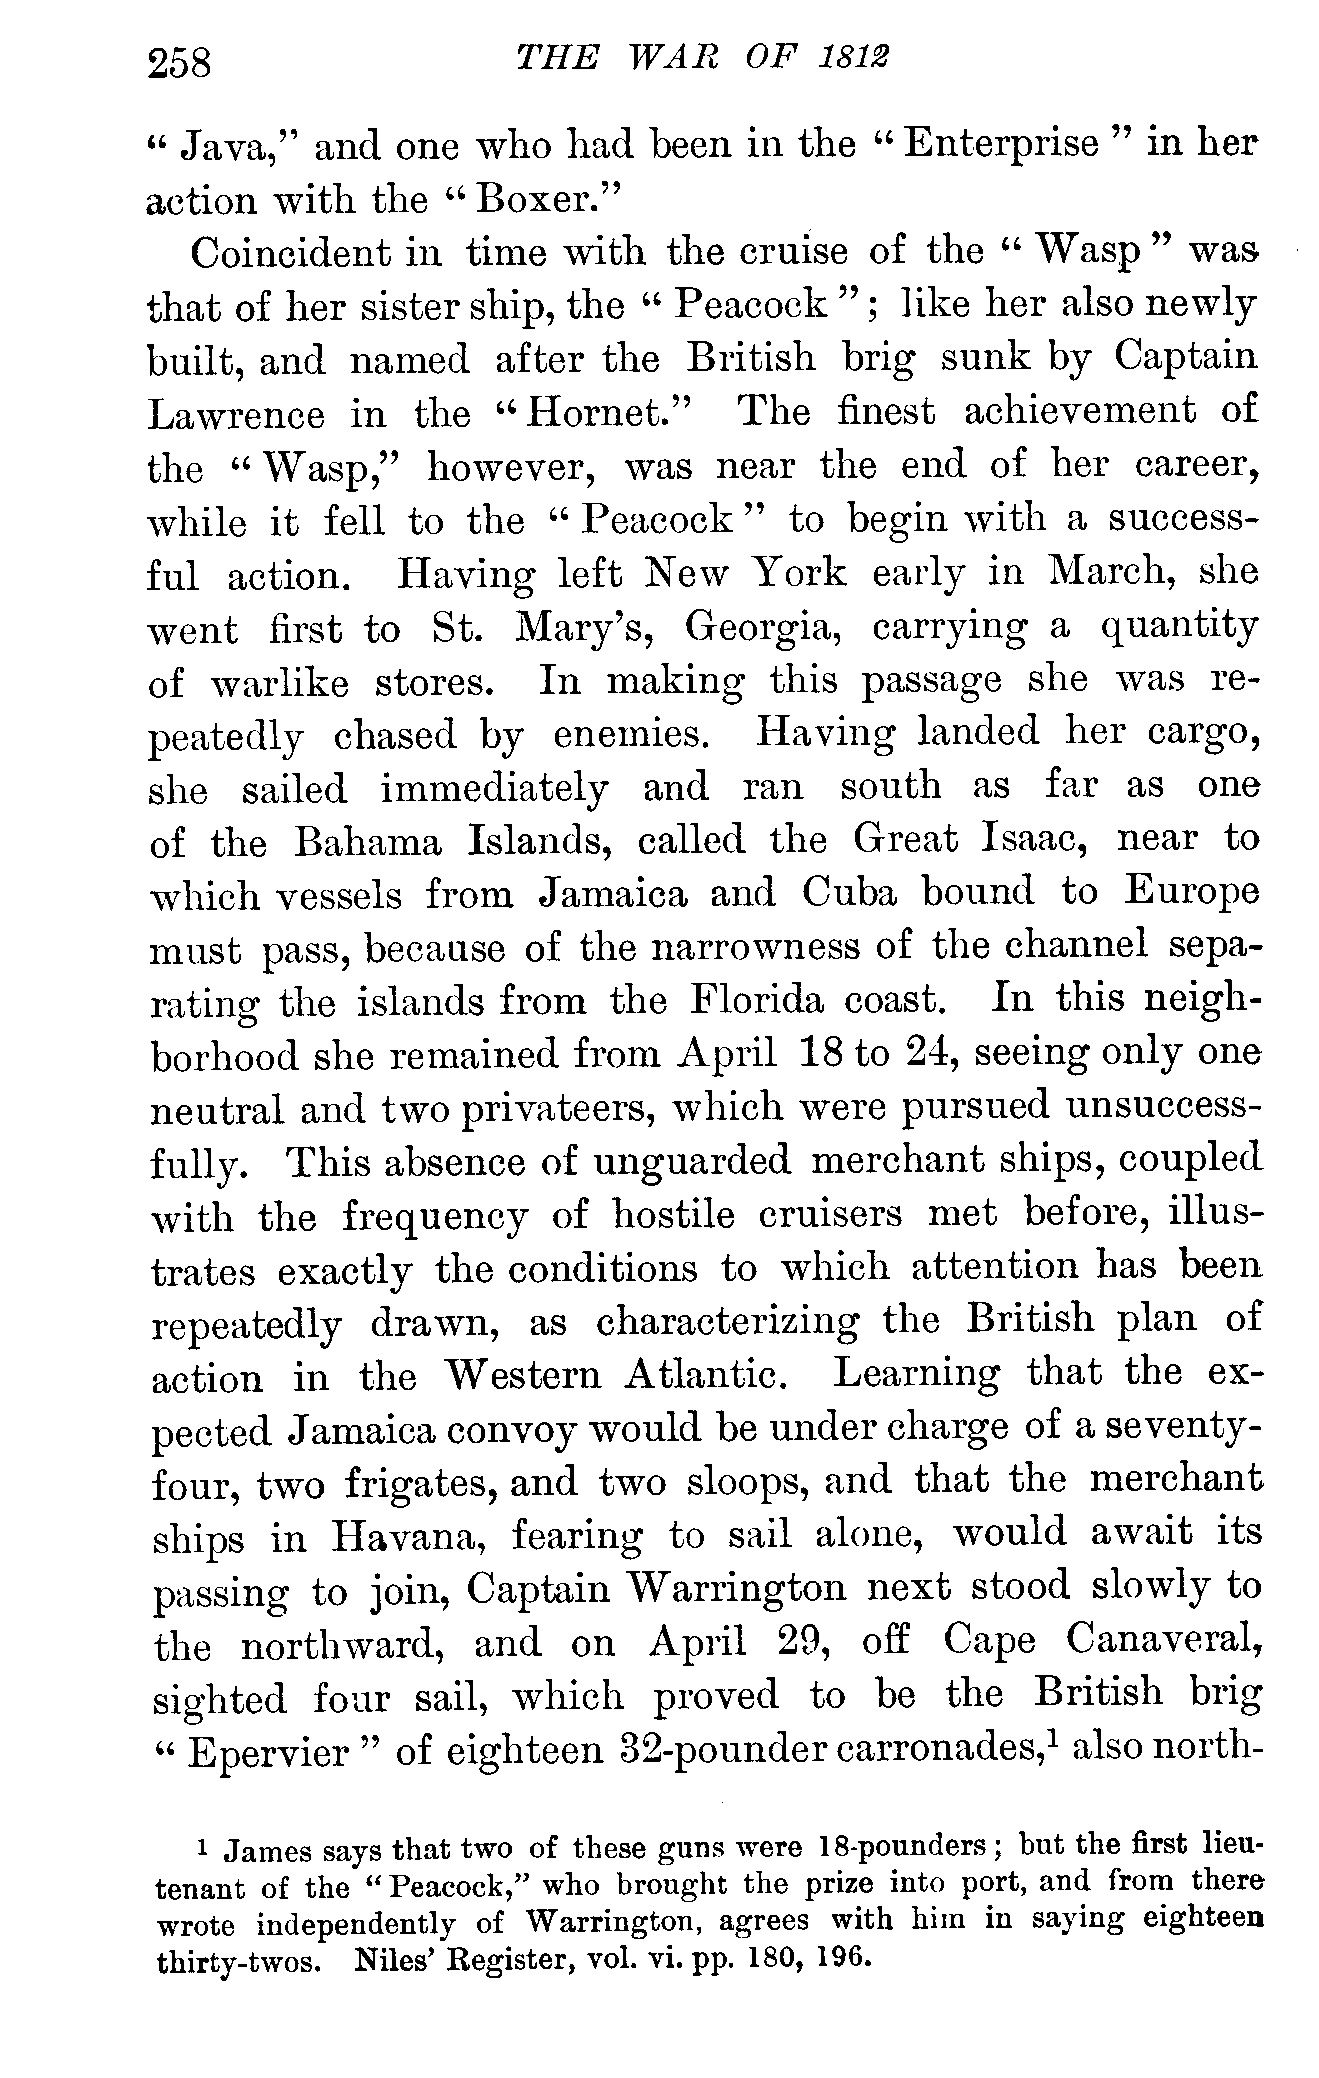 258 THE WAR OF 1812
“ Java,” and one who had been in the “ Enterprise ” in her
action with the “ Boxer.”
Coincident in time with the cruise of the “ Wasp ” was
that of her sister ship, the “ Peacock ” ; like her also newly
built, and named after the British brig sunk by Captain
Lawrence in the “ Hornet.” The finest achievement of
the “ Wasp,” however, was near the end of her career,
while it fell to the “ Peacock ” to begin with a success-
ful action. Having left New York early in March, she
went first to St. Mary’s, Georgia, carrying a quantity
of warlike stores. In making this passage she was re-
peatedly chased by enemies. Having landed her cargo,
she sailed immediately and ran south as far as one
of the Bahama Islands, called the Great Isaac, near to
which vessels from Jamaica and Cuba bound to Europe
must pass, because of the narrowness of the channel sepa-
rating the islands from the Florida coast. In this neigh-
borhood she remained from April 18 to 24, seeing only one
neutral and two privateers, which were pursued unsuccess-
fully. This absence of unguarded merchant ships, coupled
with the frequency of hostile cruisers met before, illus-
trates exactly the conditions to which attention has been
repeatedly drawn, as characterizing the British plan of
action in the Western Atlantic. Learning that the ex-
pected Jamaica convoy would be under charge of a seventy-
four, two frigates, and two sloops, and that the merchant
ships in Havana, fearing to sail alone, would await its
passing to join, Captain Warrington next stood slowly to
the northward, and on April 29, off Cape Canaveral,
sighted four sail, which proved to be the British brig
“ Epervier ” of eighteen 32-pounder carronades,¹ also north-
¹ James says that two of these guns were 18-pounders ; but the first lieu-
tenant of the “ Peacock,” who brought the prize into port, and from there
wrote independently of Warrington, agrees with him in saying eighteen
thirty-twos. Niles’ Register, vol. vi. pp. 180, 196.